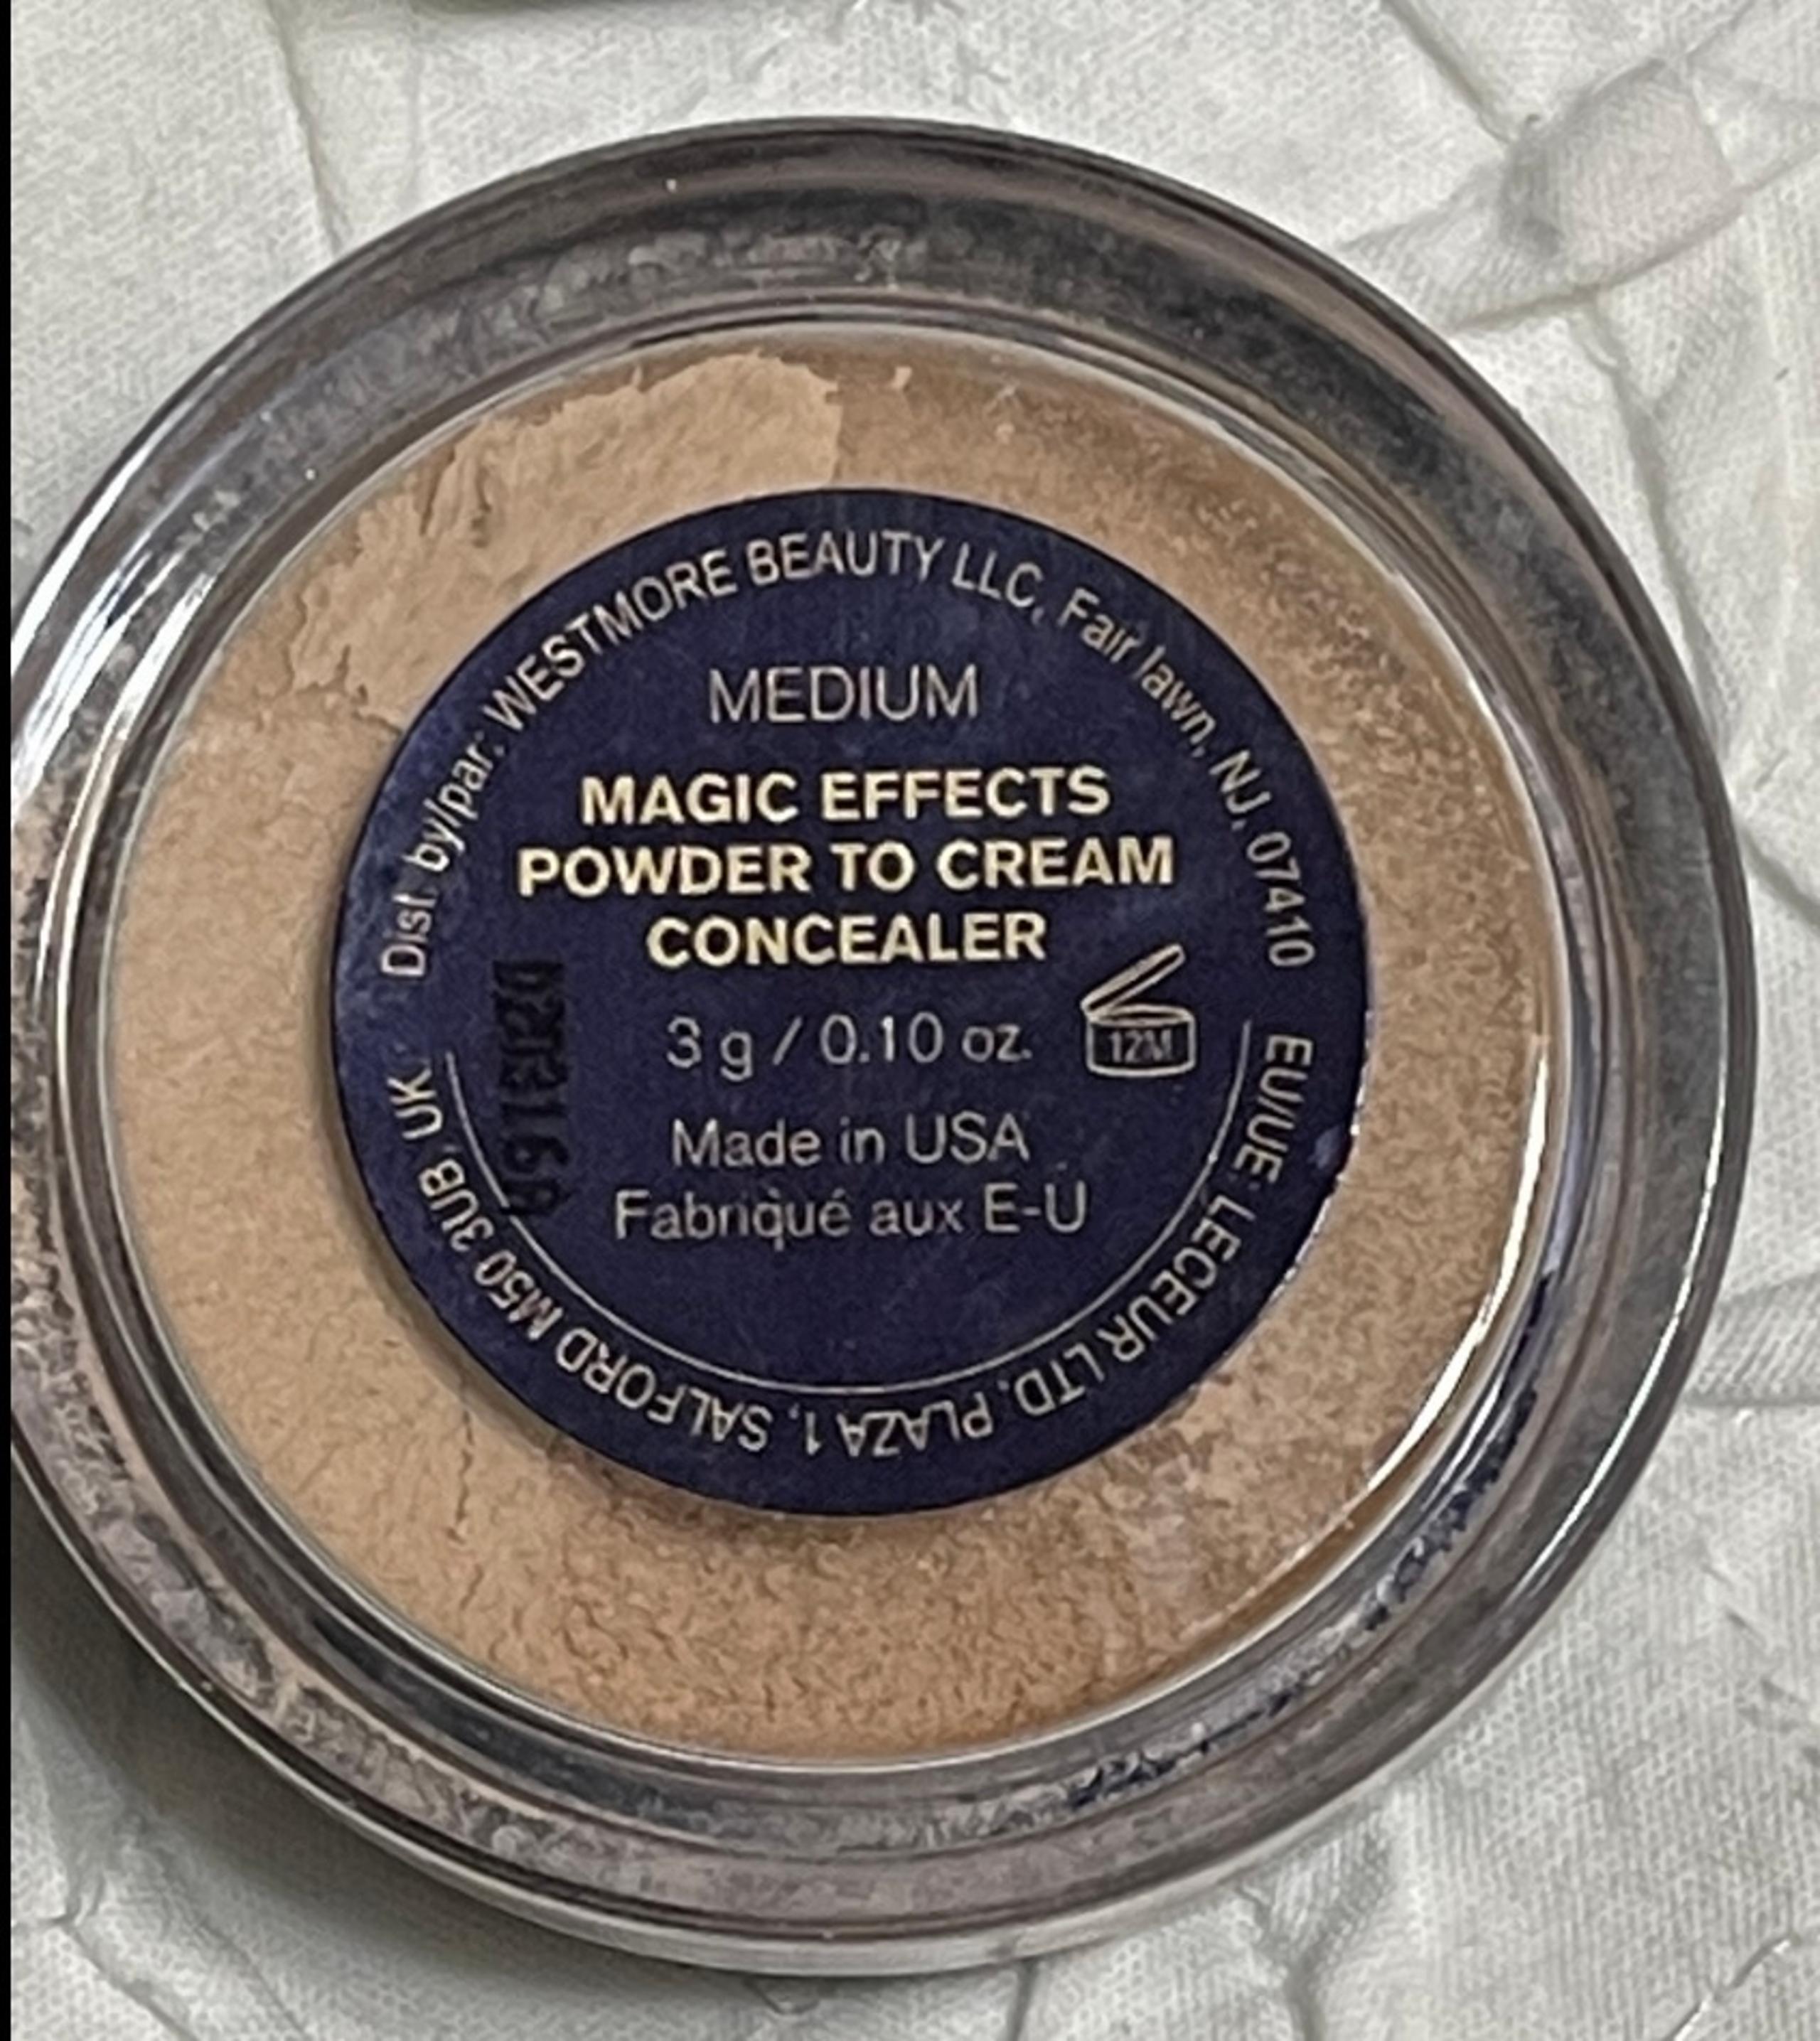 Dist. by/par: WESTMORE BEAUTY LLC, Fair lawn, NJ, 07410
MEDIUM
MAGIC EFFECTS
POWDER TO CREAM
CONCEALER
3 g / 0.10 oz.
12M
Made in USA
Fabriqué aux E-U
EU/UE: LECEUR LTD. PLAZA 1, SALFORD M50 3UB, UK